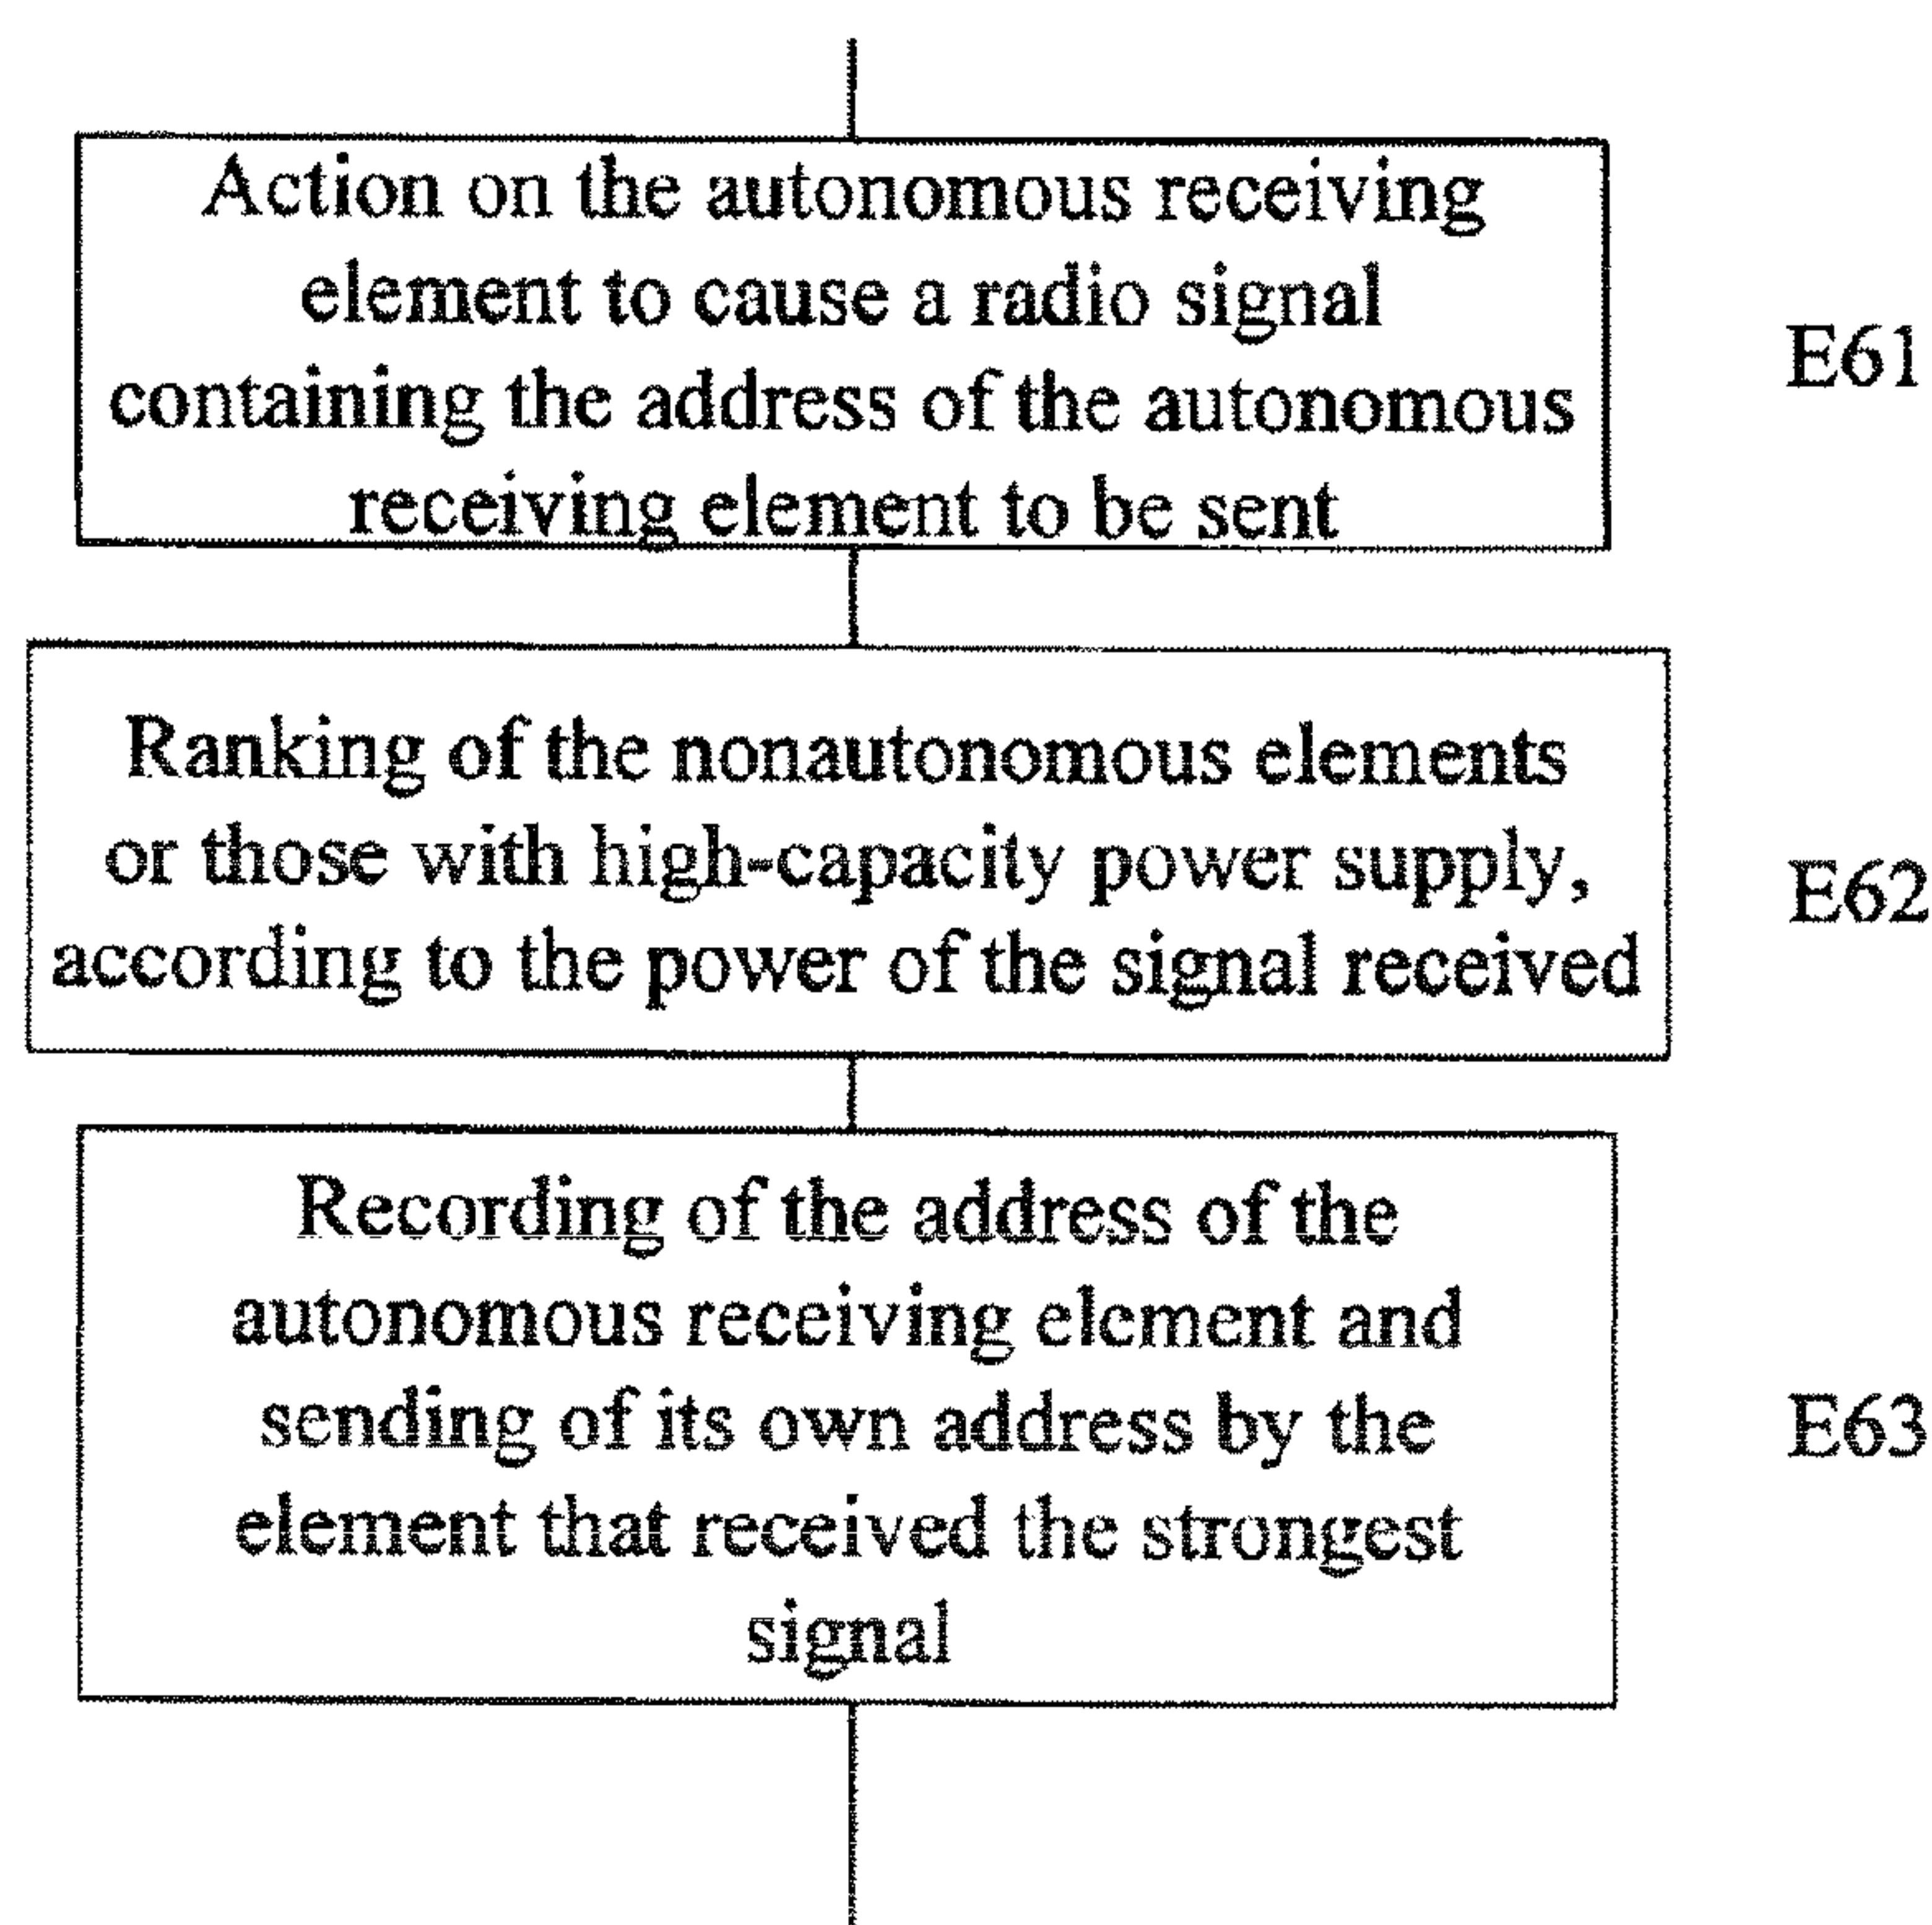 Action on the autonomous receiving
element to cause a radio signal
containing the address of the autonomous
receiving element to be sent
E61
Ranking of the nonautonomous elements
or those with high-capacity power supply,
according to the power of the signal received
E62
Recording of the address of the
autonomous receiving element and
sending of its own address by the
element that received the strongest
signal
E63